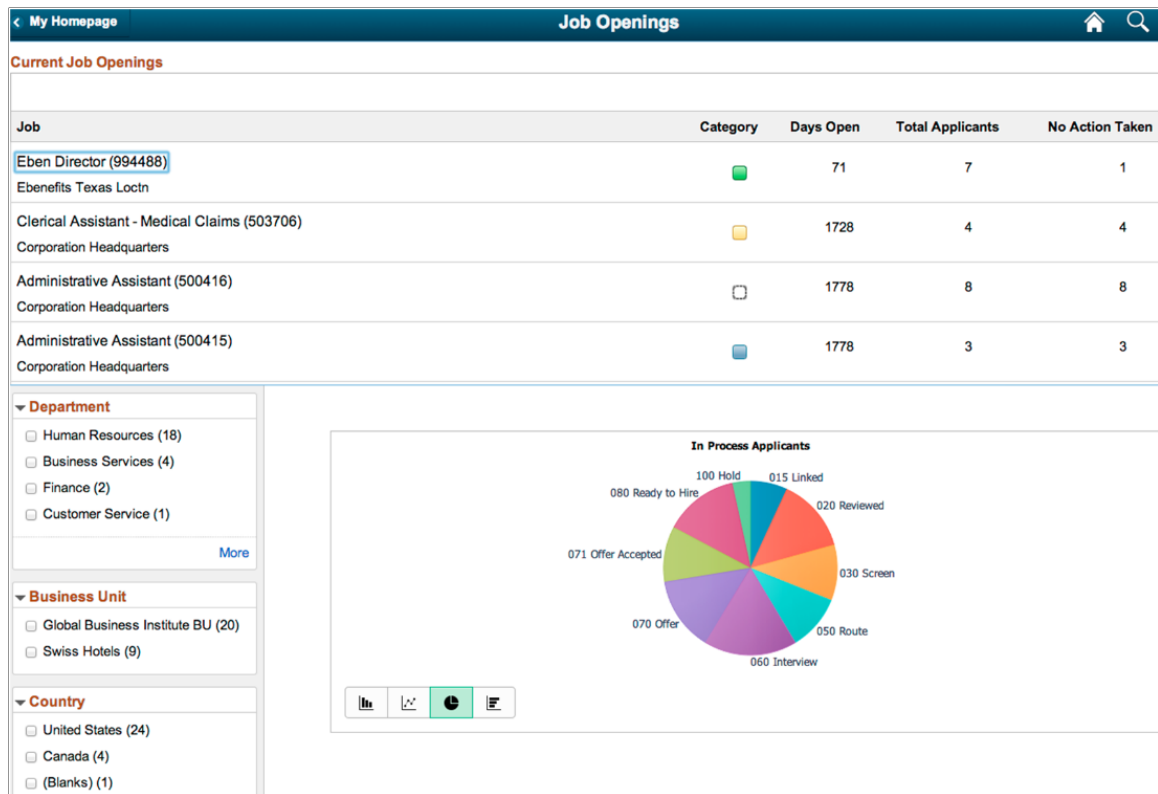 My Homepage
Job Openings
Current Job Openings
Job Category Days Open Total Applicants No Action Taken
Eben Director (994488) 71 7 1
Ebenefits Texas Loctn
Clerical Assistant - Medical Claims (503706) 1728 4 4
Corporation Headquarters
Administrative Assistant (500416) 1778 8 8
Corporation Headquarters
Administrative Assistant (500415) 1778 3 3
Corporation Headquarters
Department
Human Resources (18)
Business Services (4)
Finance (2)
Customer Service (1)
More
Business Unit
Global Business Institute BU (20)
Swiss Hotels (9)
Country
United States (24)
Canada (4)
(Blanks) (1)
In Process Applicants
100 Hold
015 Linked
080 Ready to Hire
020 Reviewed
071 Offer Accepted
030 Screen
070 Offer
050 Route
060 Interview